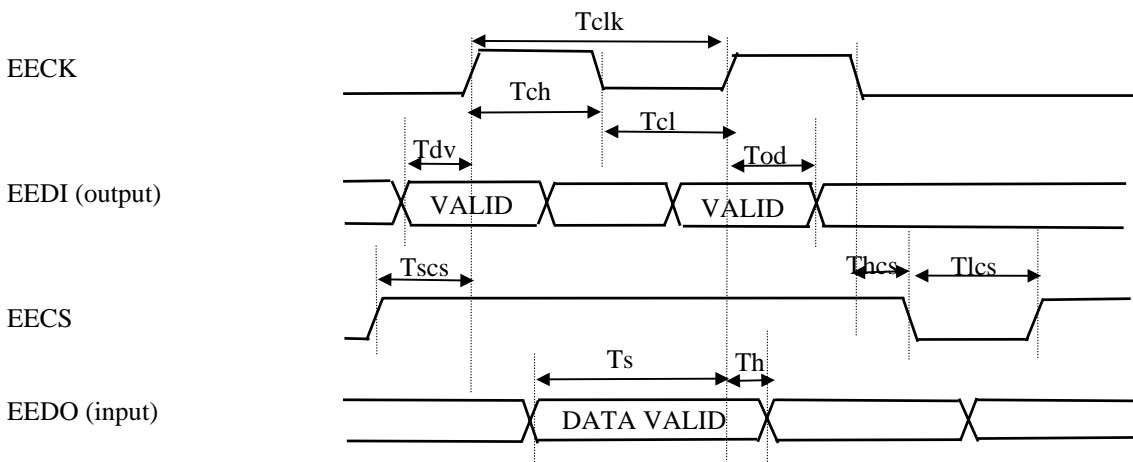 Tclk
EECK
Tch
Tcl
Tdv
Tod
EEDI (output)
VALID
VALID
Tscs
Thcs
Tlcs
EECS
Ts
Th
EEDO (input)
DATA VALID